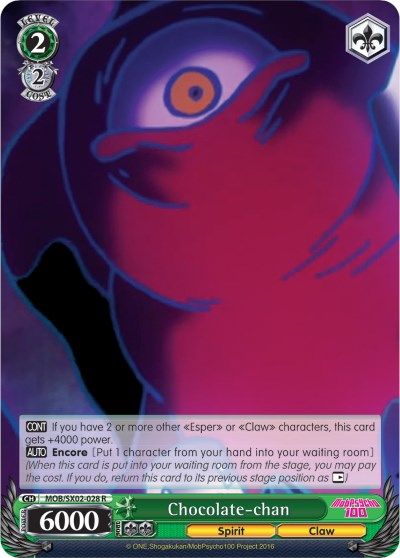 LEVEL
2
2
COST
CONT If you have 2 or more other «Esper» or «Claw» characters, this card
gets +4000 power.
AUTO Encore [Put 1 character from your hand into your waiting room]
(When this card is put into your waiting room from the stage, you may pay
the cost. If you do, return this card to its previous stage position as )
CH MOB/SX02-028 R
POWER 6000
Chocolate-chan
MobPsycho
100
Spirit Claw
© ONE,Shogakukan/MobPsycho100 Project 2016